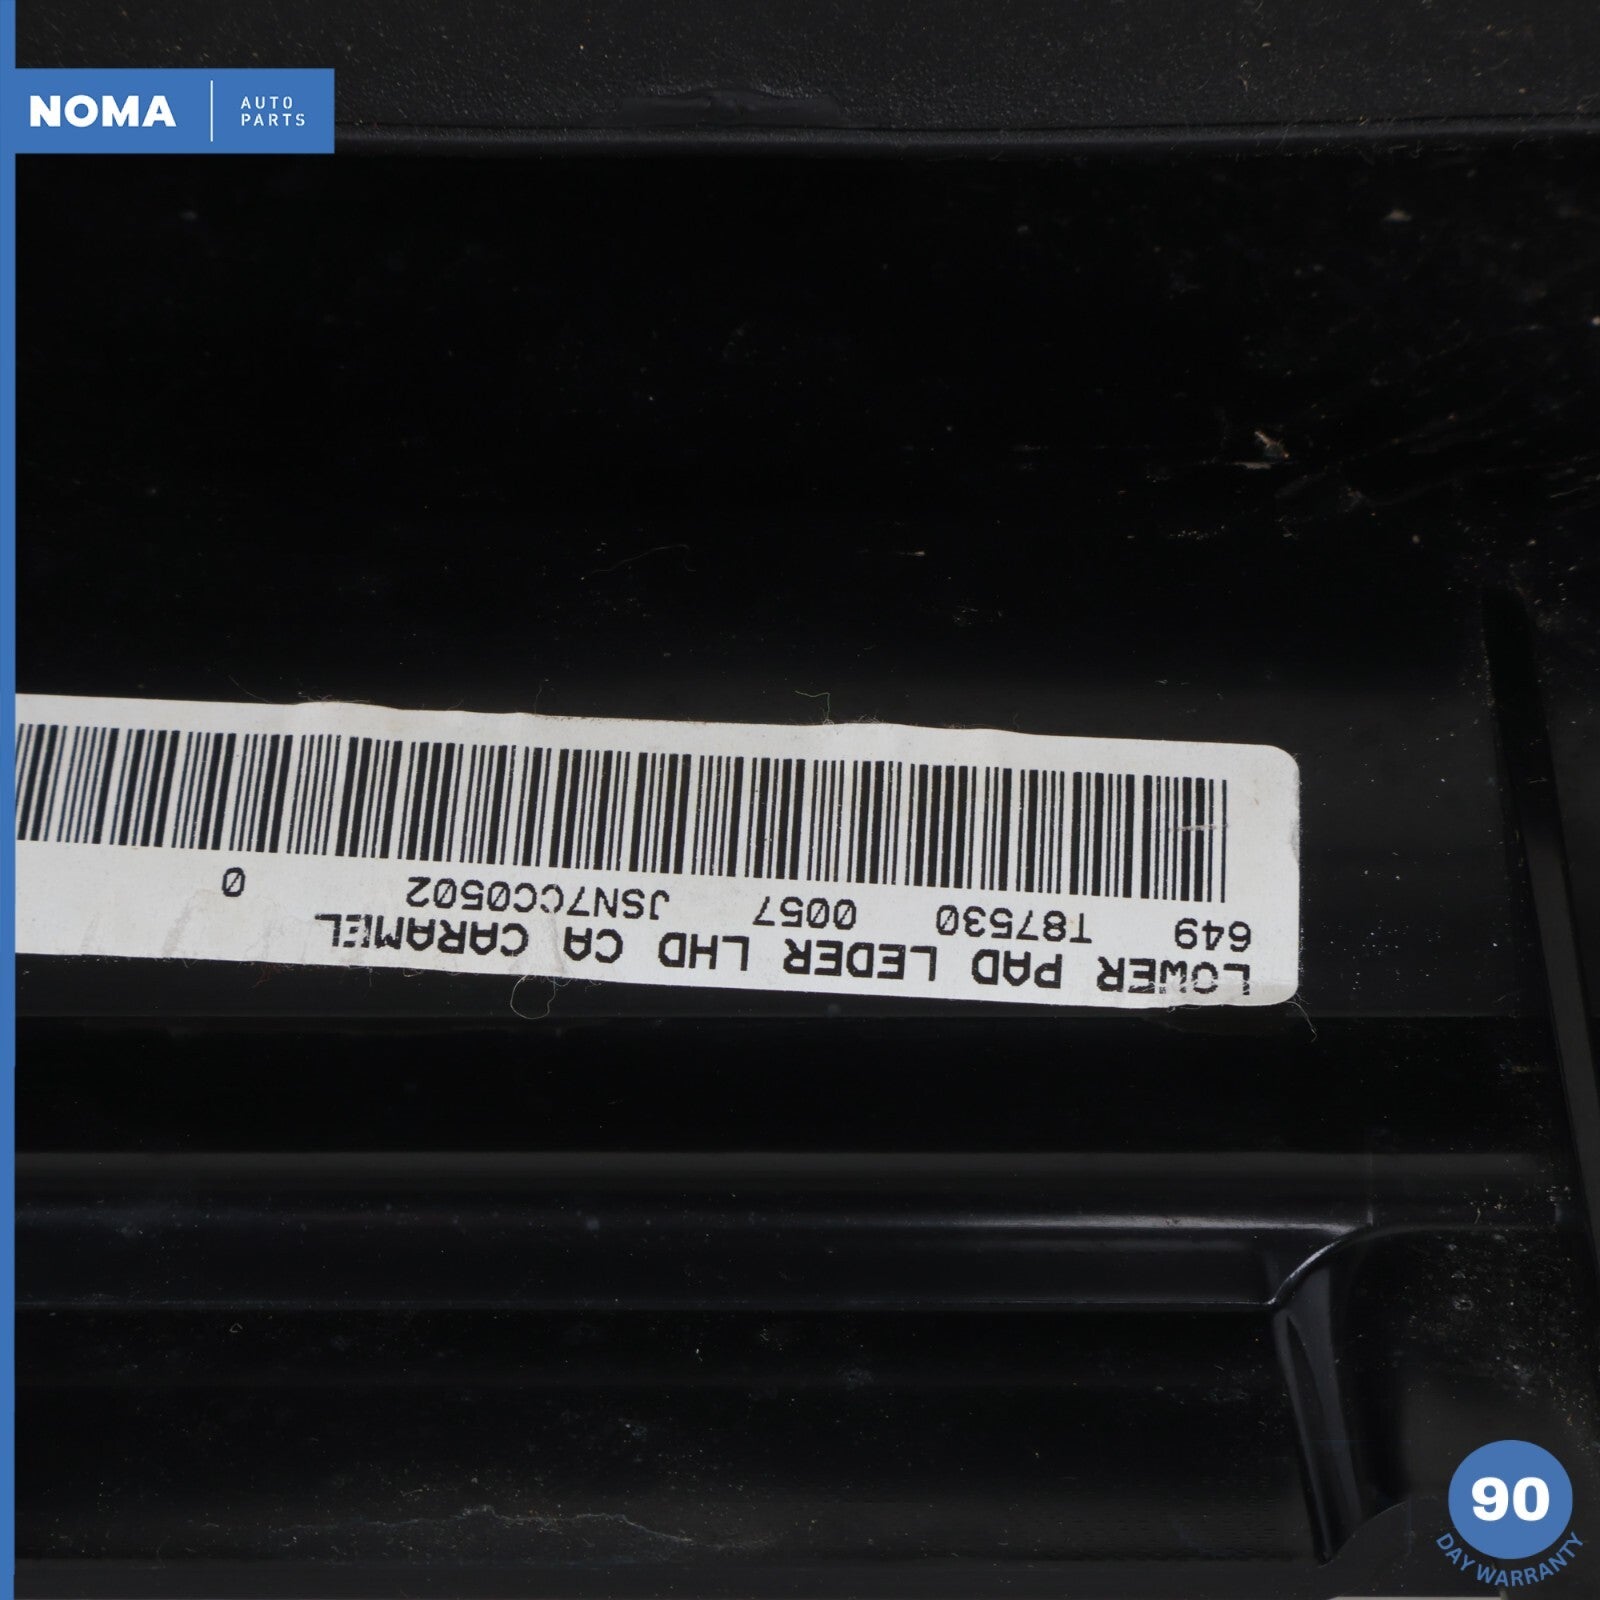 NOMA
AUTO
PARTS
LOWER PAD LEDER LHD CA CARAMEL
649 T87530 0057 JSN7CC0502 0
90
DAY WARRANTY